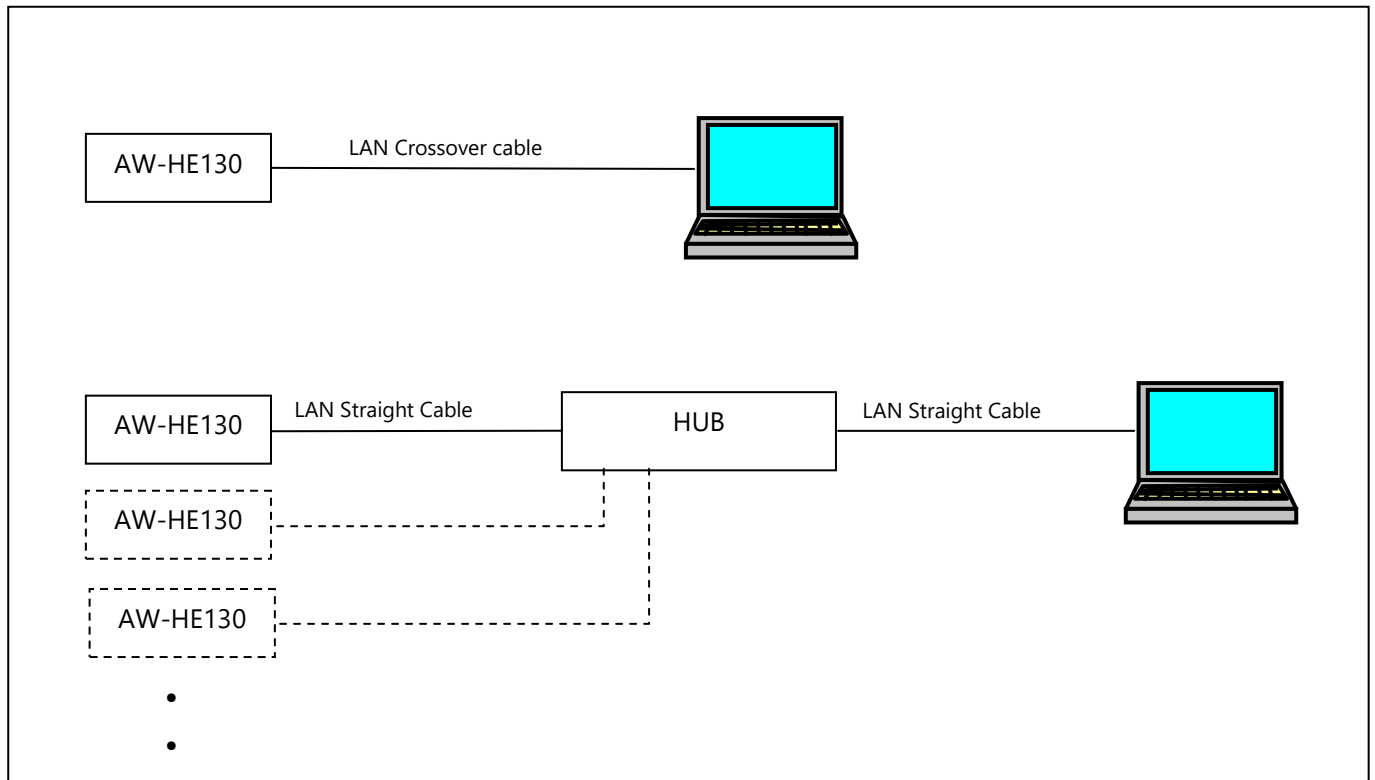 AW-HE130
LAN Crossover cable
AW-HE130
LAN Straight Cable
HUB
LAN Straight Cable
AW-HE130
AW-HE130